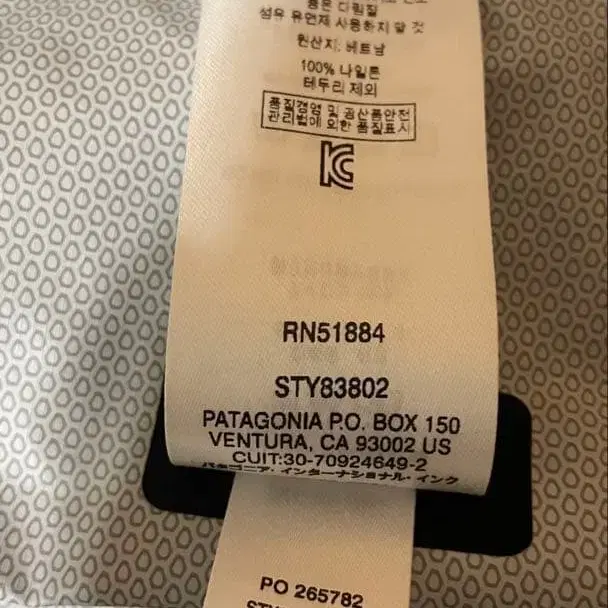 용은 다림질
섬유 유연제 사용하지 말 것
원산지: 베트남
100% 나일론
테두리 제외
품질경영 및 공산품안전
관리법에 의한 품질표시
RN51884
STY83802
PATAGONIA P.O. BOX 150
VENTURA, CA 93002 US
CUIT:30-70924649-2
パタゴニア・インターナショナル・インク
PO 265782